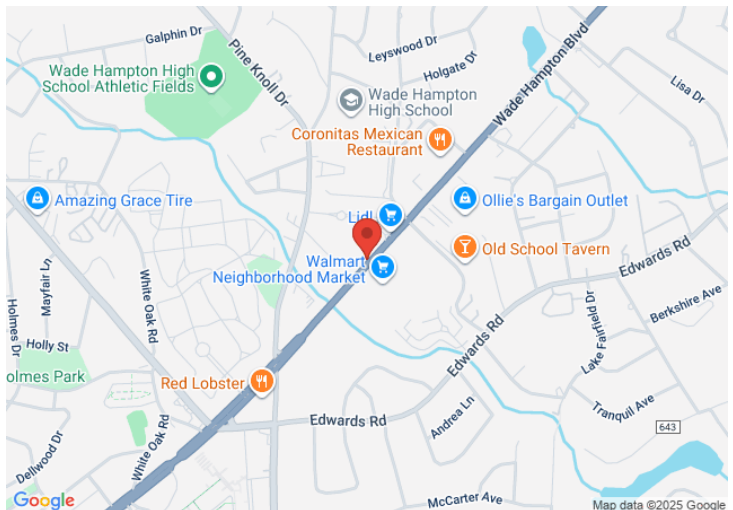 Galphin Dr
Pine Knoll Dr
Leyswood Dr
Holgate Dr
Wade Hampton Blvd
Lisa Dr
Wade Hampton High
School Athletic Fields
Wade Hampton
High School
Coronitas Mexican
Restaurant
Amazing Grace Tire
Lidl
Ollie's Bargain Outlet
Old School Tavern
Walmart
Neighborhood Market
Edwards Rd
Mayfair Ln
White Oak Rd
Holmes Dr
Holly St
olmes Park
Berkshire Ave
Lake Fairfield Dr
Edwards Rd
Red Lobster
Edwards Rd
Andrea Ln
Tranquil Ave
643
White Oak Rd
Dellwood Dr
McCarter Ave
Google
Map data ©2025 Google